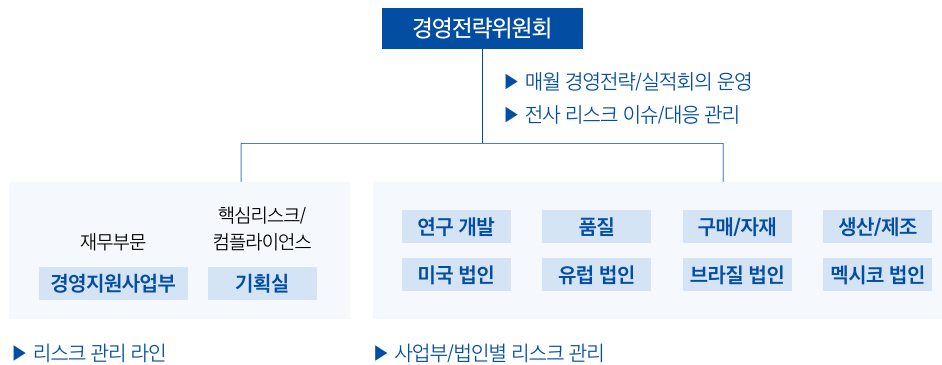 경영전략위원회
▶ 매월 경영전략/실적회의 운영
▶ 전사 리스크 이슈/대응 관리
재무부문
경영지원사업부
핵심리스크/
컴플라이언스
기획실
연구 개발
품질
구매/자재
생산/제조
미국 법인
유럽 법인
브라질 법인
멕시코 법인
▶ 리스크 관리 라인
▶ 사업부/법인별 리스크 관리